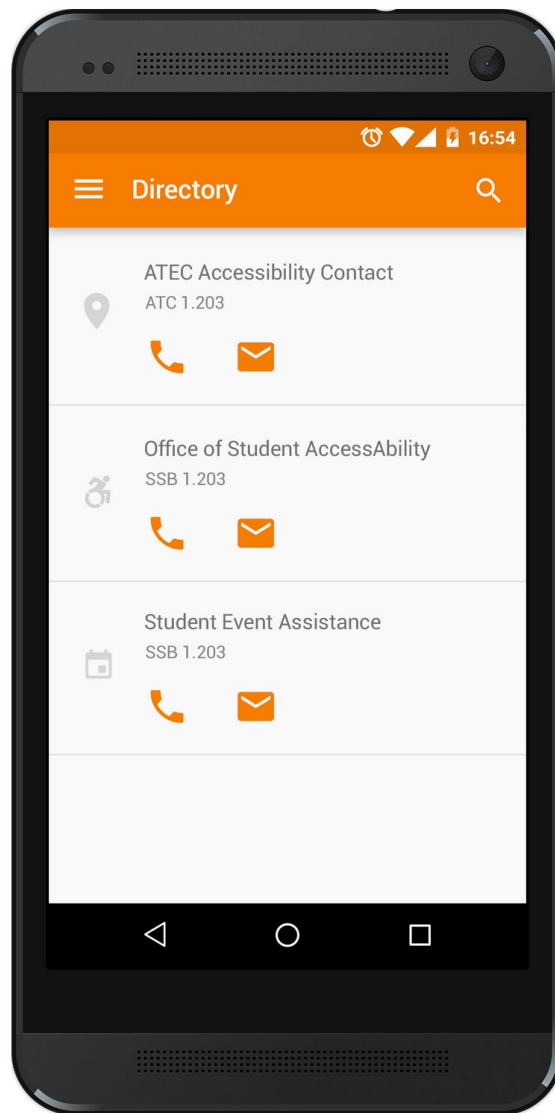 16:54
Directory
ATEC Accessibility Contact
ATC 1.203
Office of Student AccessAbility
SSB 1.203
Student Event Assistance
SSB 1.203